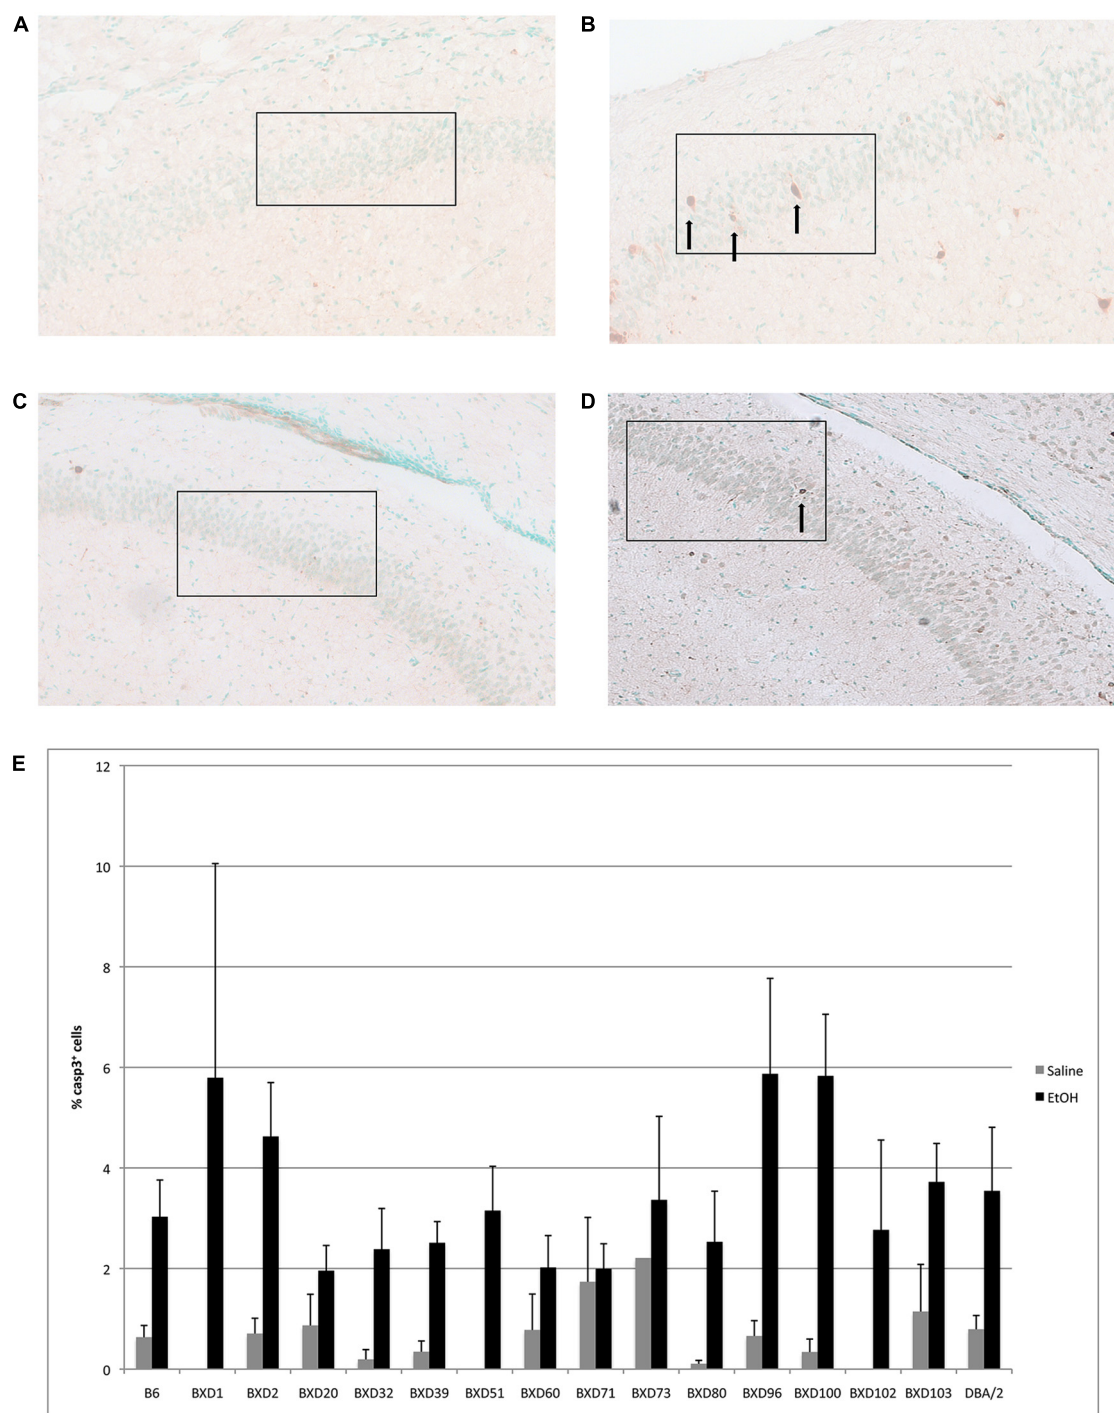 A
B
C
D
E
12
10
8
6
4
2
0
% casp3⁺ cells
Saline
EtOH
B6 BXD1 BXD2 BXD20 BXD32 BXD39 BXD51 BXD60 BXD71 BXD73 BXD80 BXD96 BXD100 BXD102 BXD103 DBA/2